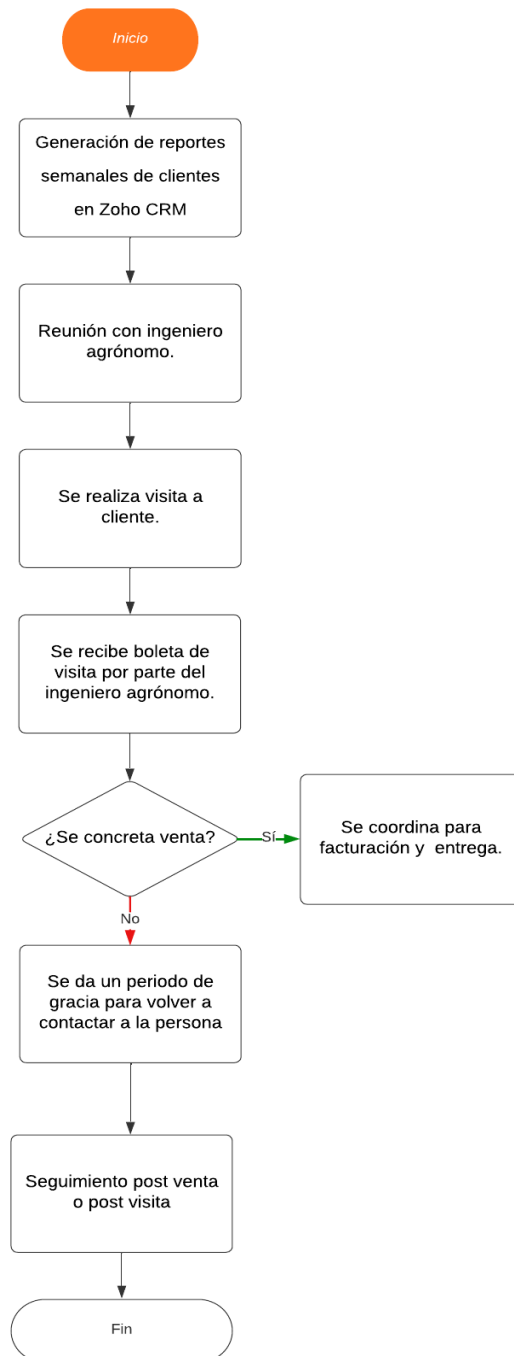 Inicio
Generación de reportes
semanales de clientes
en Zoho CRM
Reunión con ingeniero
agrónomo.
Se realiza visita a
cliente.
Se recibe boleta de
visita por parte del
ingeniero agrónomo.
¿Se concreta venta?
Sí
Se coordina para
facturación y  entrega.
No
Se da un periodo de
gracia para volver a
contactar a la persona
Seguimiento post venta
o post visita
Fin